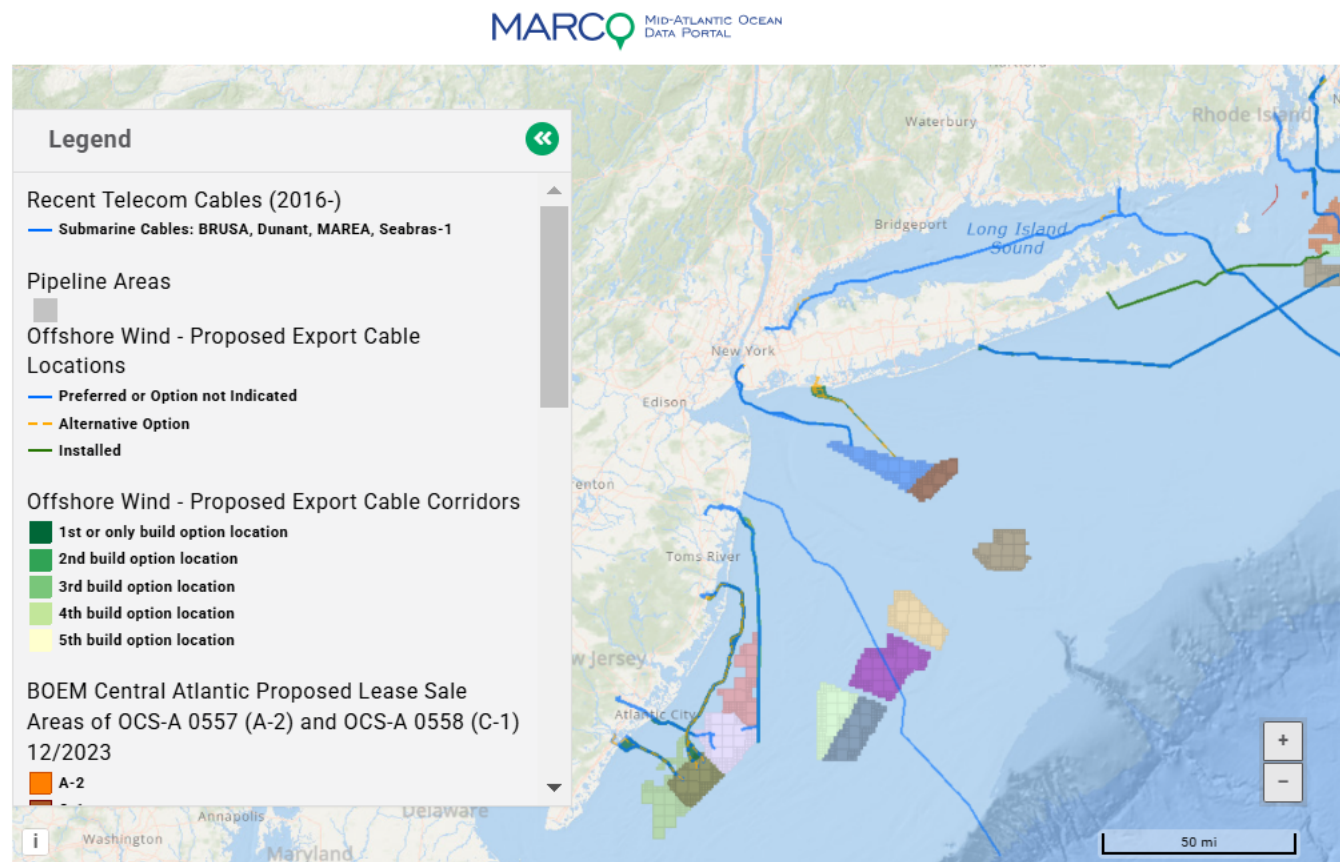 MARCO MID-ATLANTIC OCEAN
DATA PORTAL
Legend
Recent Telecom Cables (2016-)
Submarine Cables: BRUSA, Dunant, MAREA, Seabras-1
Pipeline Areas
Offshore Wind - Proposed Export Cable
Locations
Preferred or Option not Indicated
Alternative Option
Installed
Offshore Wind - Proposed Export Cable Corridors
1st or only build option location
2nd build option location
3rd build option location
4th build option location
5th build option location
BOEM Central Atlantic Proposed Lease Sale
Areas of OCS-A 0557 (A-2) and OCS-A 0558 (C-1)
12/2023
A-2
Waterbury
Rhode Island
Bridgeport
Long Island
Sound
New York
Edison
enton
Toms River
w Jersey
Atlantic City
Delaware
Annapolis
Washington
Maryland
i
+
−
50 mi